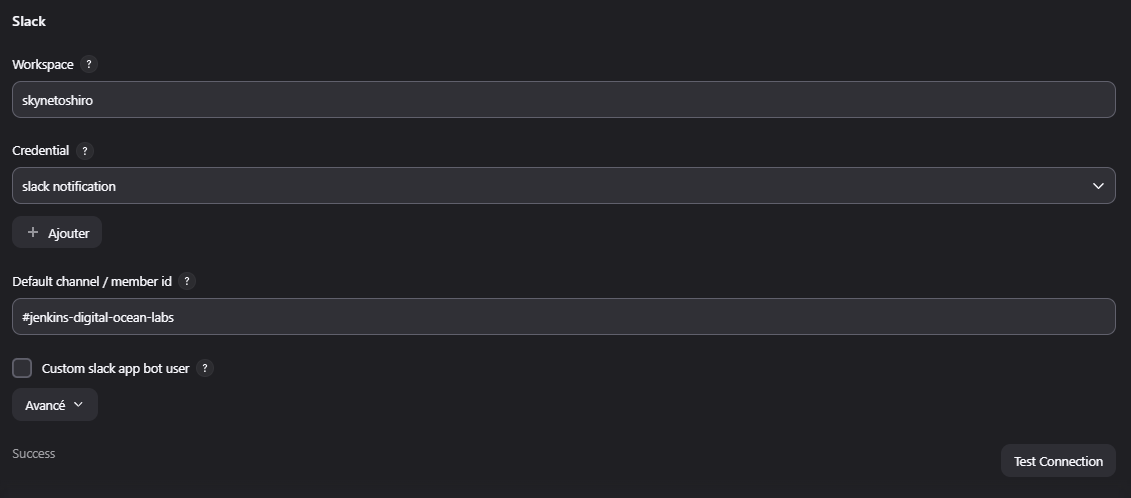 Slack
Workspace ?
skynetoshiro
Credential ?
slack notification
+ Ajouter
Default channel / member id ?
#jenkins-digital-ocean-labs
Custom slack app bot user ?
Avancé
Success
Test Connection